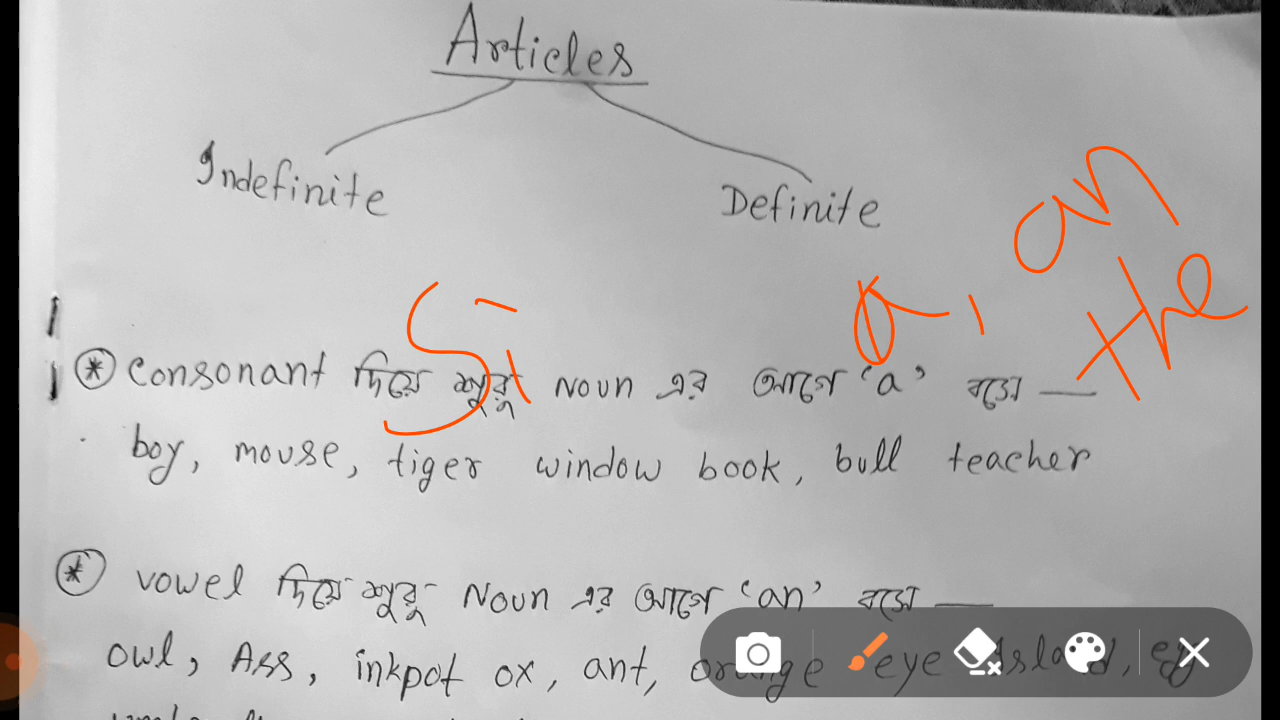 Articles
Indefinite Definite
an
the
a,
* Consonant দিয়ে শুরু Noun এর আগে 'a' বসে —
boy, mouse, tiger window book, bull teacher
* vowel দিয়ে শুরু Noun এর আগে 'an' বসে —
owl, Ass, inkpot ox, ant, orange eye Island,